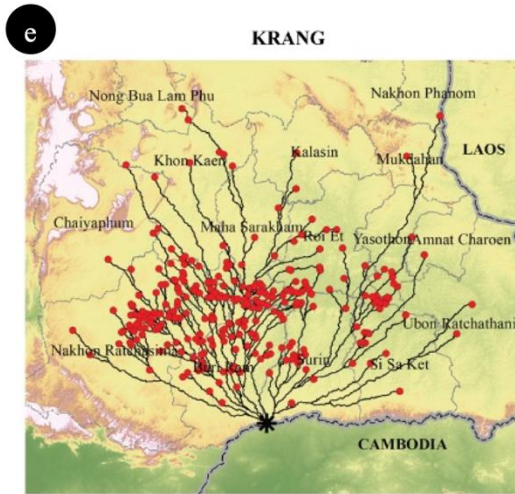 e
KRANG
Nong Bua Lam Phu
Nakhon Phanom
Khon Kaen
Kalasin
Mukdahan
LAOS
Chaiyaphum
Maha Sarakham
Roi Et
Yasothon
Amnat Charoen
Ubon Ratchathani
Nakhon Ratchasima
Buri Ram
Surin
Si Sa Ket
CAMBODIA